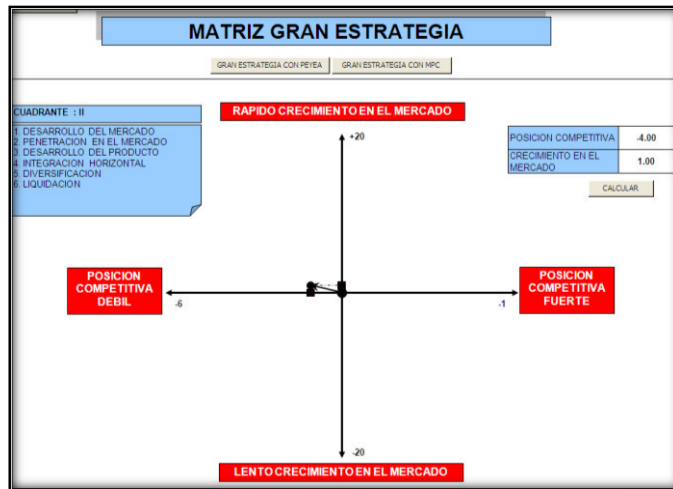 MATRIZ GRAN ESTRATEGIA
GRAN ESTRATEGIA CON PEYEA
GRAN ESTRATEGIA CON MPC
CUADRANTE : II
1. DESARROLLO DEL MERCADO
2. PENETRACION EN EL MERCADO
3. DESARROLLO DEL PRODUCTO
4. INTEGRACION HORIZONTAL
5. DIVERSIFICACION
6. LIQUIDACION
RAPIDO CRECIMIENTO EN EL MERCADO
+20
POSICION COMPETITIVA -4.00
CRECIMIENTO EN EL
MERCADO 1.00
CALCULAR
POSICION
COMPETITIVA
DEBIL
-6
-1
POSICION
COMPETITIVA
FUERTE
-20
LENTO CRECIMIENTO EN EL MERCADO